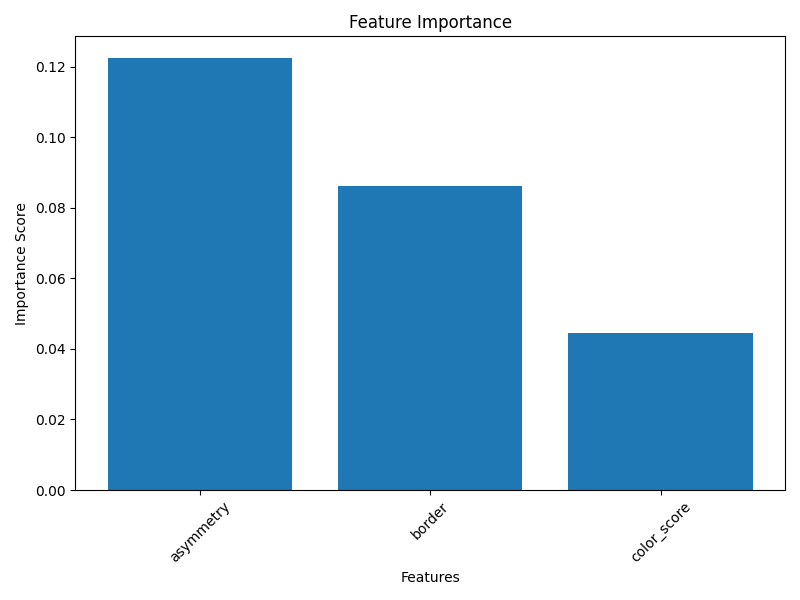 Feature Importance
Importance Score
0.12
0.10
0.08
0.06
0.04
0.02
0.00
asymmetry
border
color_score
Features